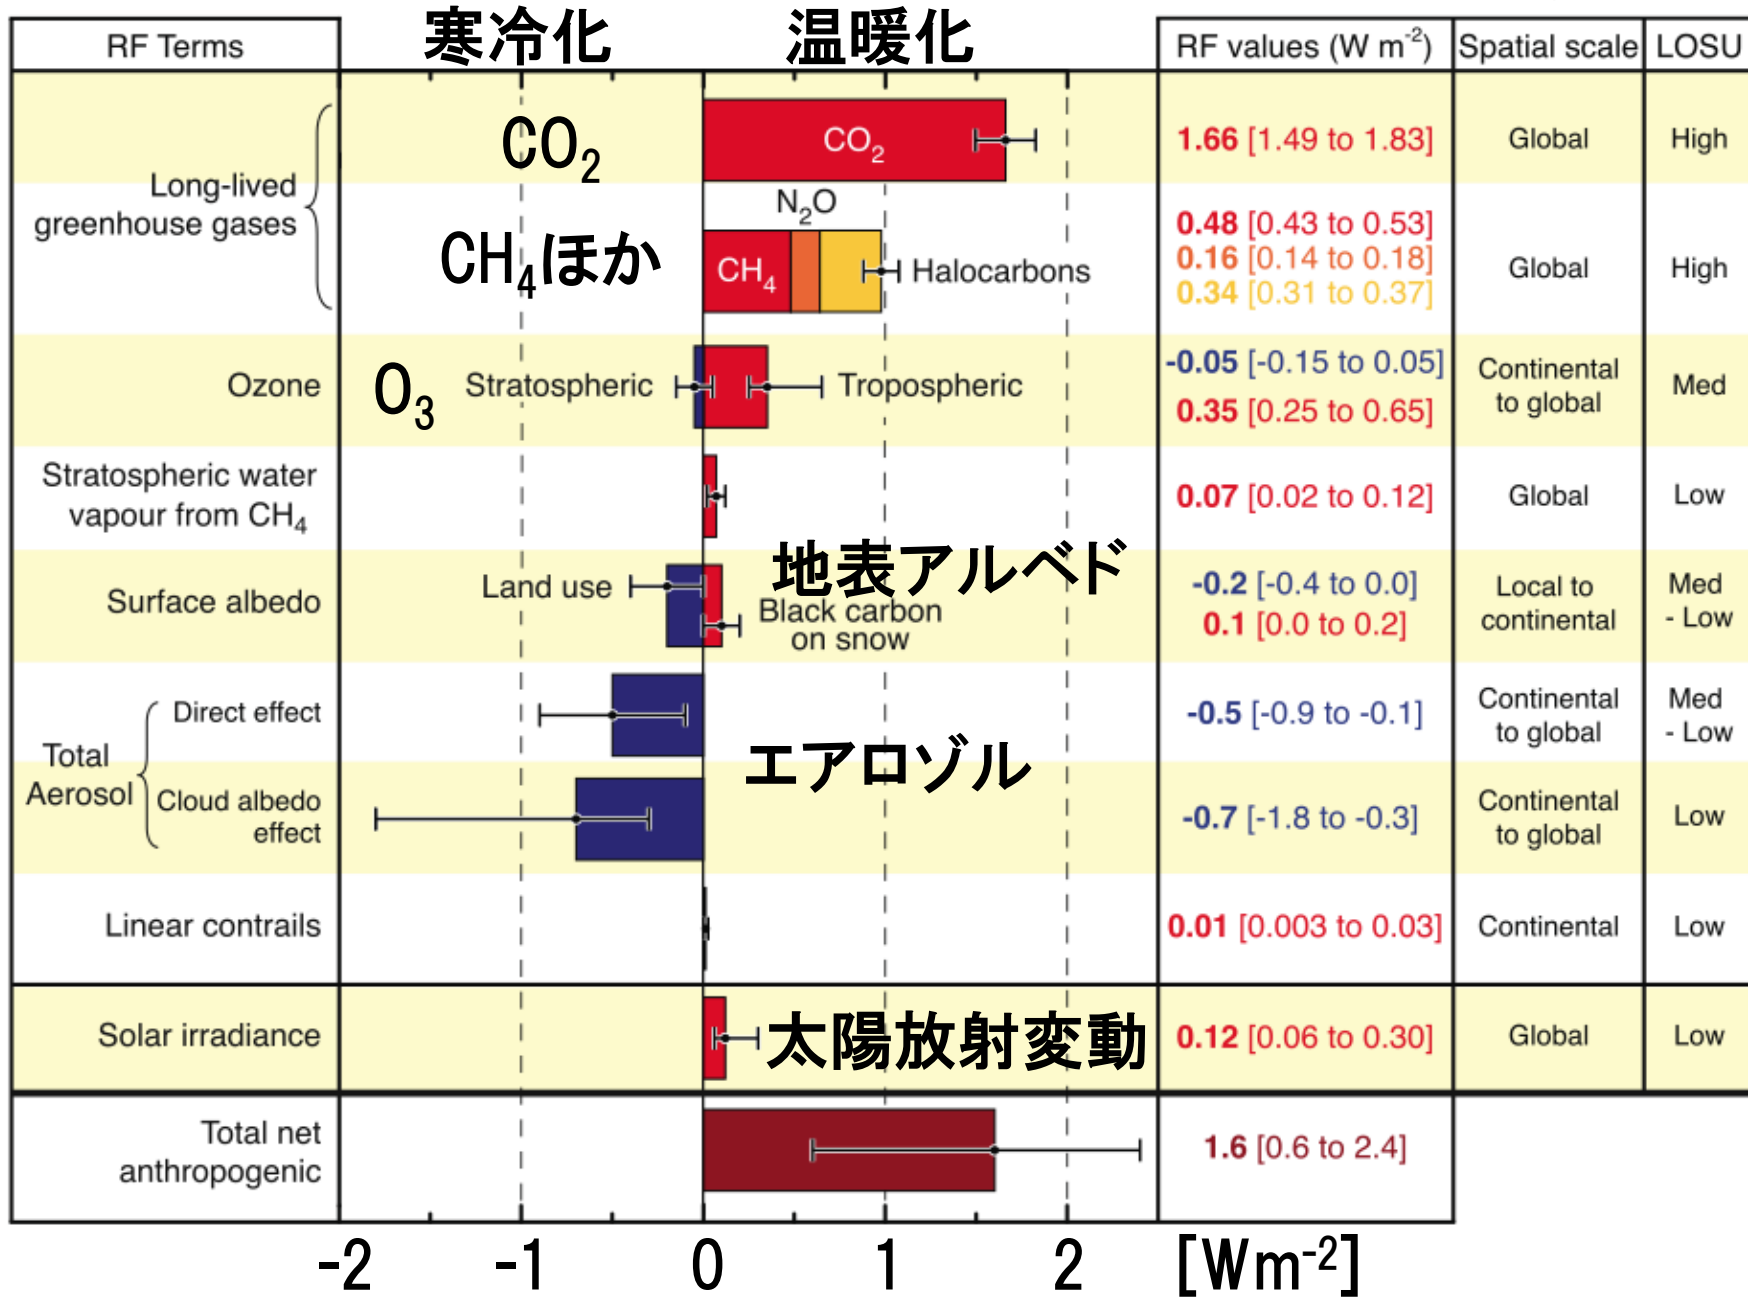 RF Terms 寒冷化 温暖化 RF values (W m⁻²) Spatial scale LOSU
Long-lived
greenhouse gases
CO₂ CO₂ 1.66 [1.49 to 1.83] Global High
N₂O
CH₄ほか CH₄ Halocarbons
0.48 [0.43 to 0.53]
0.16 [0.14 to 0.18] Global High
0.34 [0.31 to 0.37]
Ozone O₃ Stratospheric Tropospheric
-0.05 [-0.15 to 0.05]
0.35 [0.25 to 0.65]
Continental
to global
Med
Stratospheric water
vapour from CH₄
0.07 [0.02 to 0.12] Global Low
地表アルベド
Surface albedo
Land use
Black carbon
on snow
-0.2 [-0.4 to 0.0]
0.1 [0.0 to 0.2]
Local to
continental
Med
- Low
Total
Aerosol
Direct effect
-0.5 [-0.9 to -0.1]
Continental
to global
Med
- Low
エアロゾル
Cloud albedo
effect
-0.7 [-1.8 to -0.3]
Continental
to global
Low
Linear contrails 0.01 [0.003 to 0.03] Continental Low
Solar irradiance 太陽放射変動 0.12 [0.06 to 0.30] Global Low
Total net
anthropogenic
1.6 [0.6 to 2.4]
-2 -1 0 1 2 [Wm⁻²]